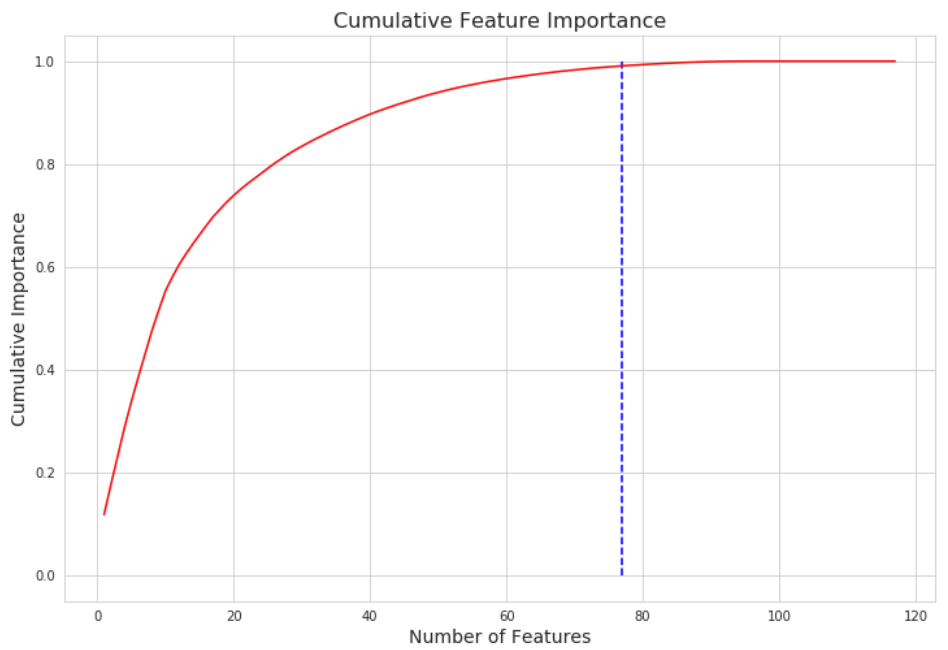 Cumulative Feature Importance
1.0
0.8
0.6
0.4
0.2
0.0
Cumulative Importance
0 20 40 60 80 100 120
Number of Features